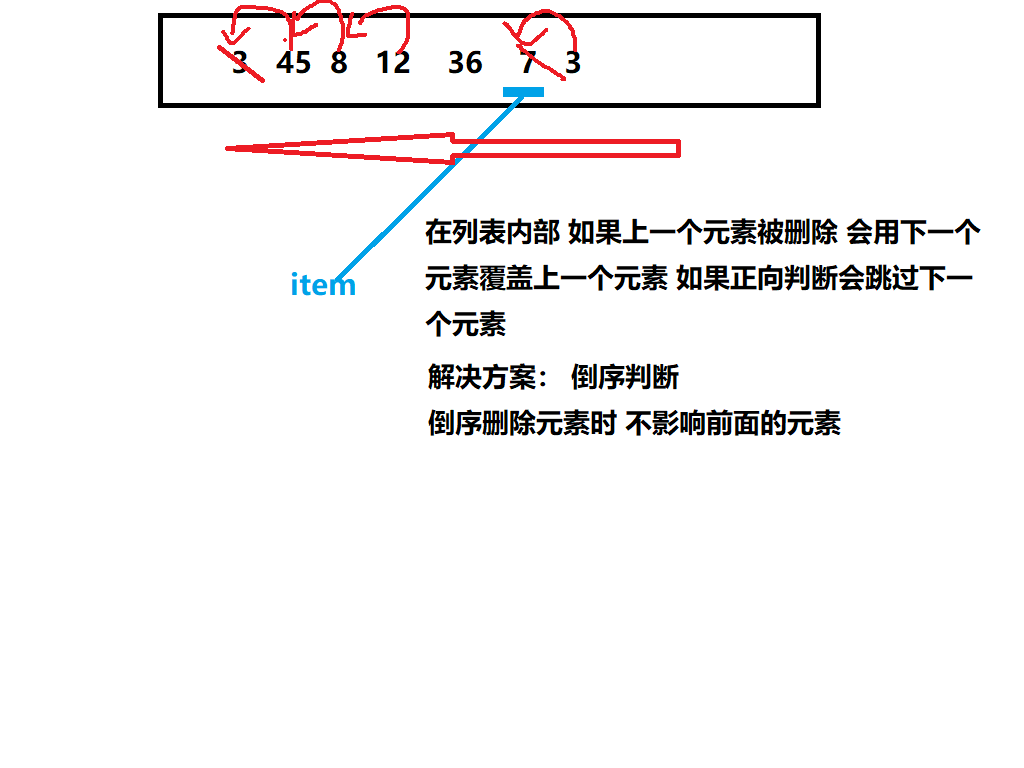 3 45 8 12 36 7 3
在列表内部 如果上一个元素被删除 会用下一个
元素覆盖上一个元素 如果正向判断会跳过下一
个元素
item
解决方案： 倒序判断
倒序删除元素时 不影响前面的元素